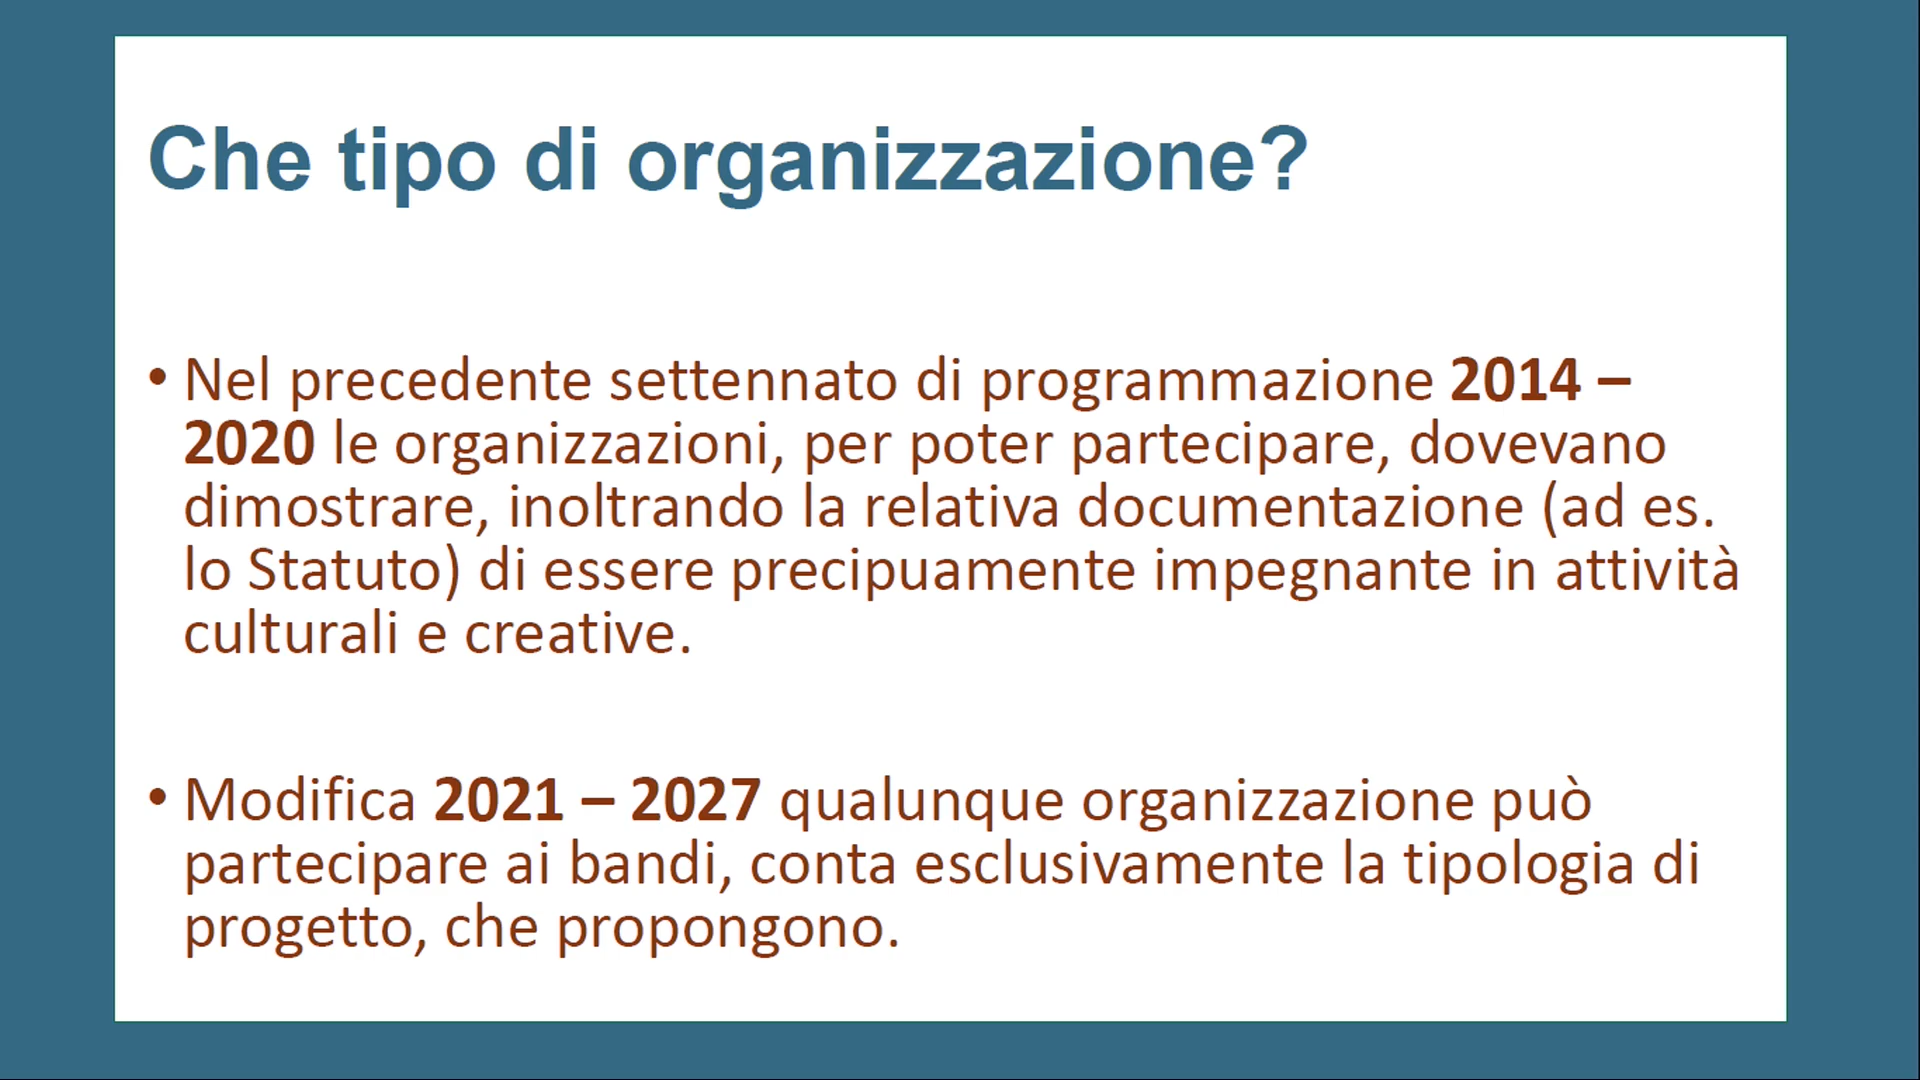 Che tipo di organizzazione?
• Nel precedente settennato di programmazione 2014 –
2020 le organizzazioni, per poter partecipare, dovevano
dimostrare, inoltrando la relativa documentazione (ad es.
lo Statuto) di essere precipuamente impegnante in attività
culturali e creative.
• Modifica 2021 – 2027 qualunque organizzazione può
partecipare ai bandi, conta esclusivamente la tipologia di
progetto, che propongono.